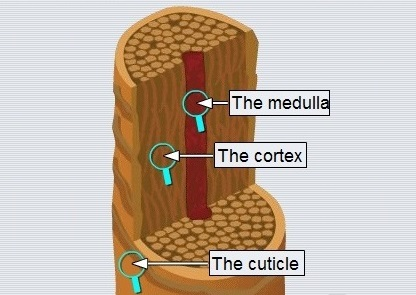 The medulla
The cortex
The cuticle